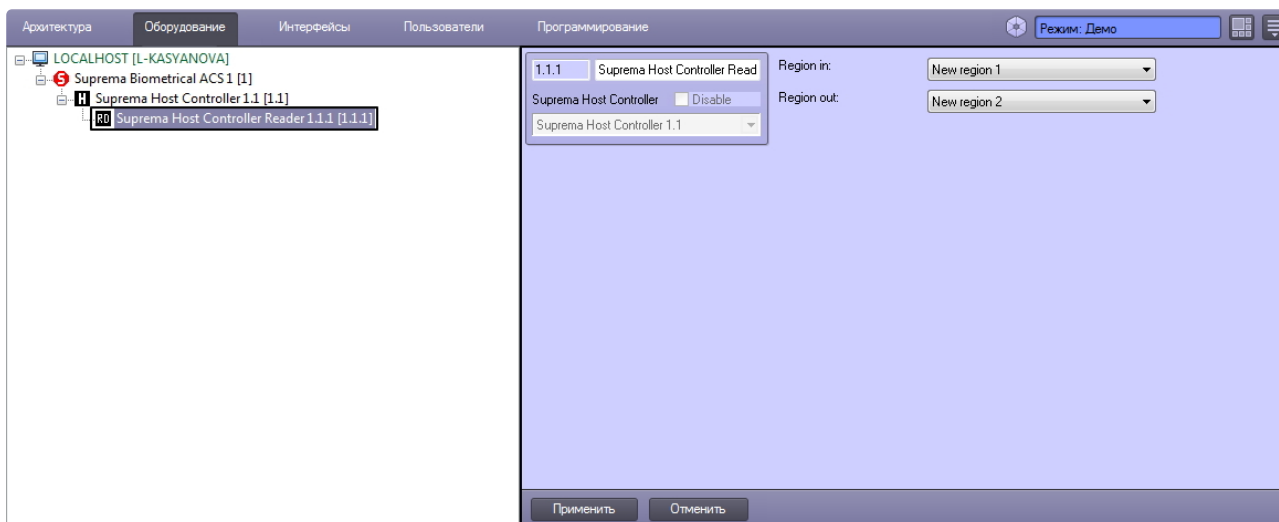 Архитектура Оборудование Интерфейсы Пользователи Программирование Режим: Демо
LOCALHOST [L-KASYANOVA]
S Suprema Biometrical ACS 1 [1]
H Suprema Host Controller 1.1 [1.1]
RD Suprema Host Controller Reader 1.1.1 [1.1.1]
1.1.1 Suprema Host Controller Read
Suprema Host Controller Disable
Suprema Host Controller 1.1
Region in: New region 1
Region out: New region 2
Применить Отменить